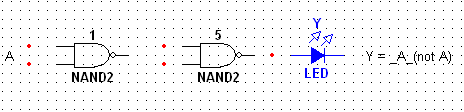 1 5 Y
A Y = _A_(not A)
NAND2 NAND2 LED